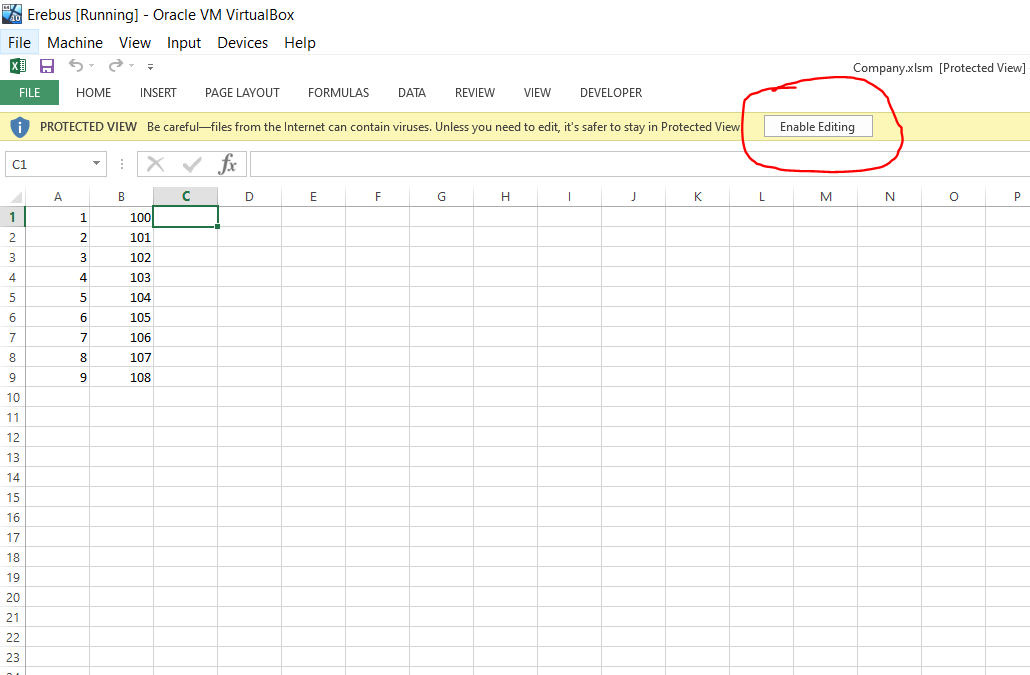 Erebus [Running] - Oracle VM VirtualBox
File Machine View Input Devices Help
Company.xlsm [Protected View]
FILE HOME INSERT PAGE LAYOUT FORMULAS DATA REVIEW VIEW DEVELOPER
PROTECTED VIEW Be careful—files from the Internet can contain viruses. Unless you need to edit, it's safer to stay in Protected View Enable Editing
C1 fx
A B C D E F G H I J K L M N O P
1 1 100
2 2 101
3 3 102
4 4 103
5 5 104
6 6 105
7 7 106
8 8 107
9 9 108
10
11
12
13
14
15
16
17
18
19
20
21
22
23